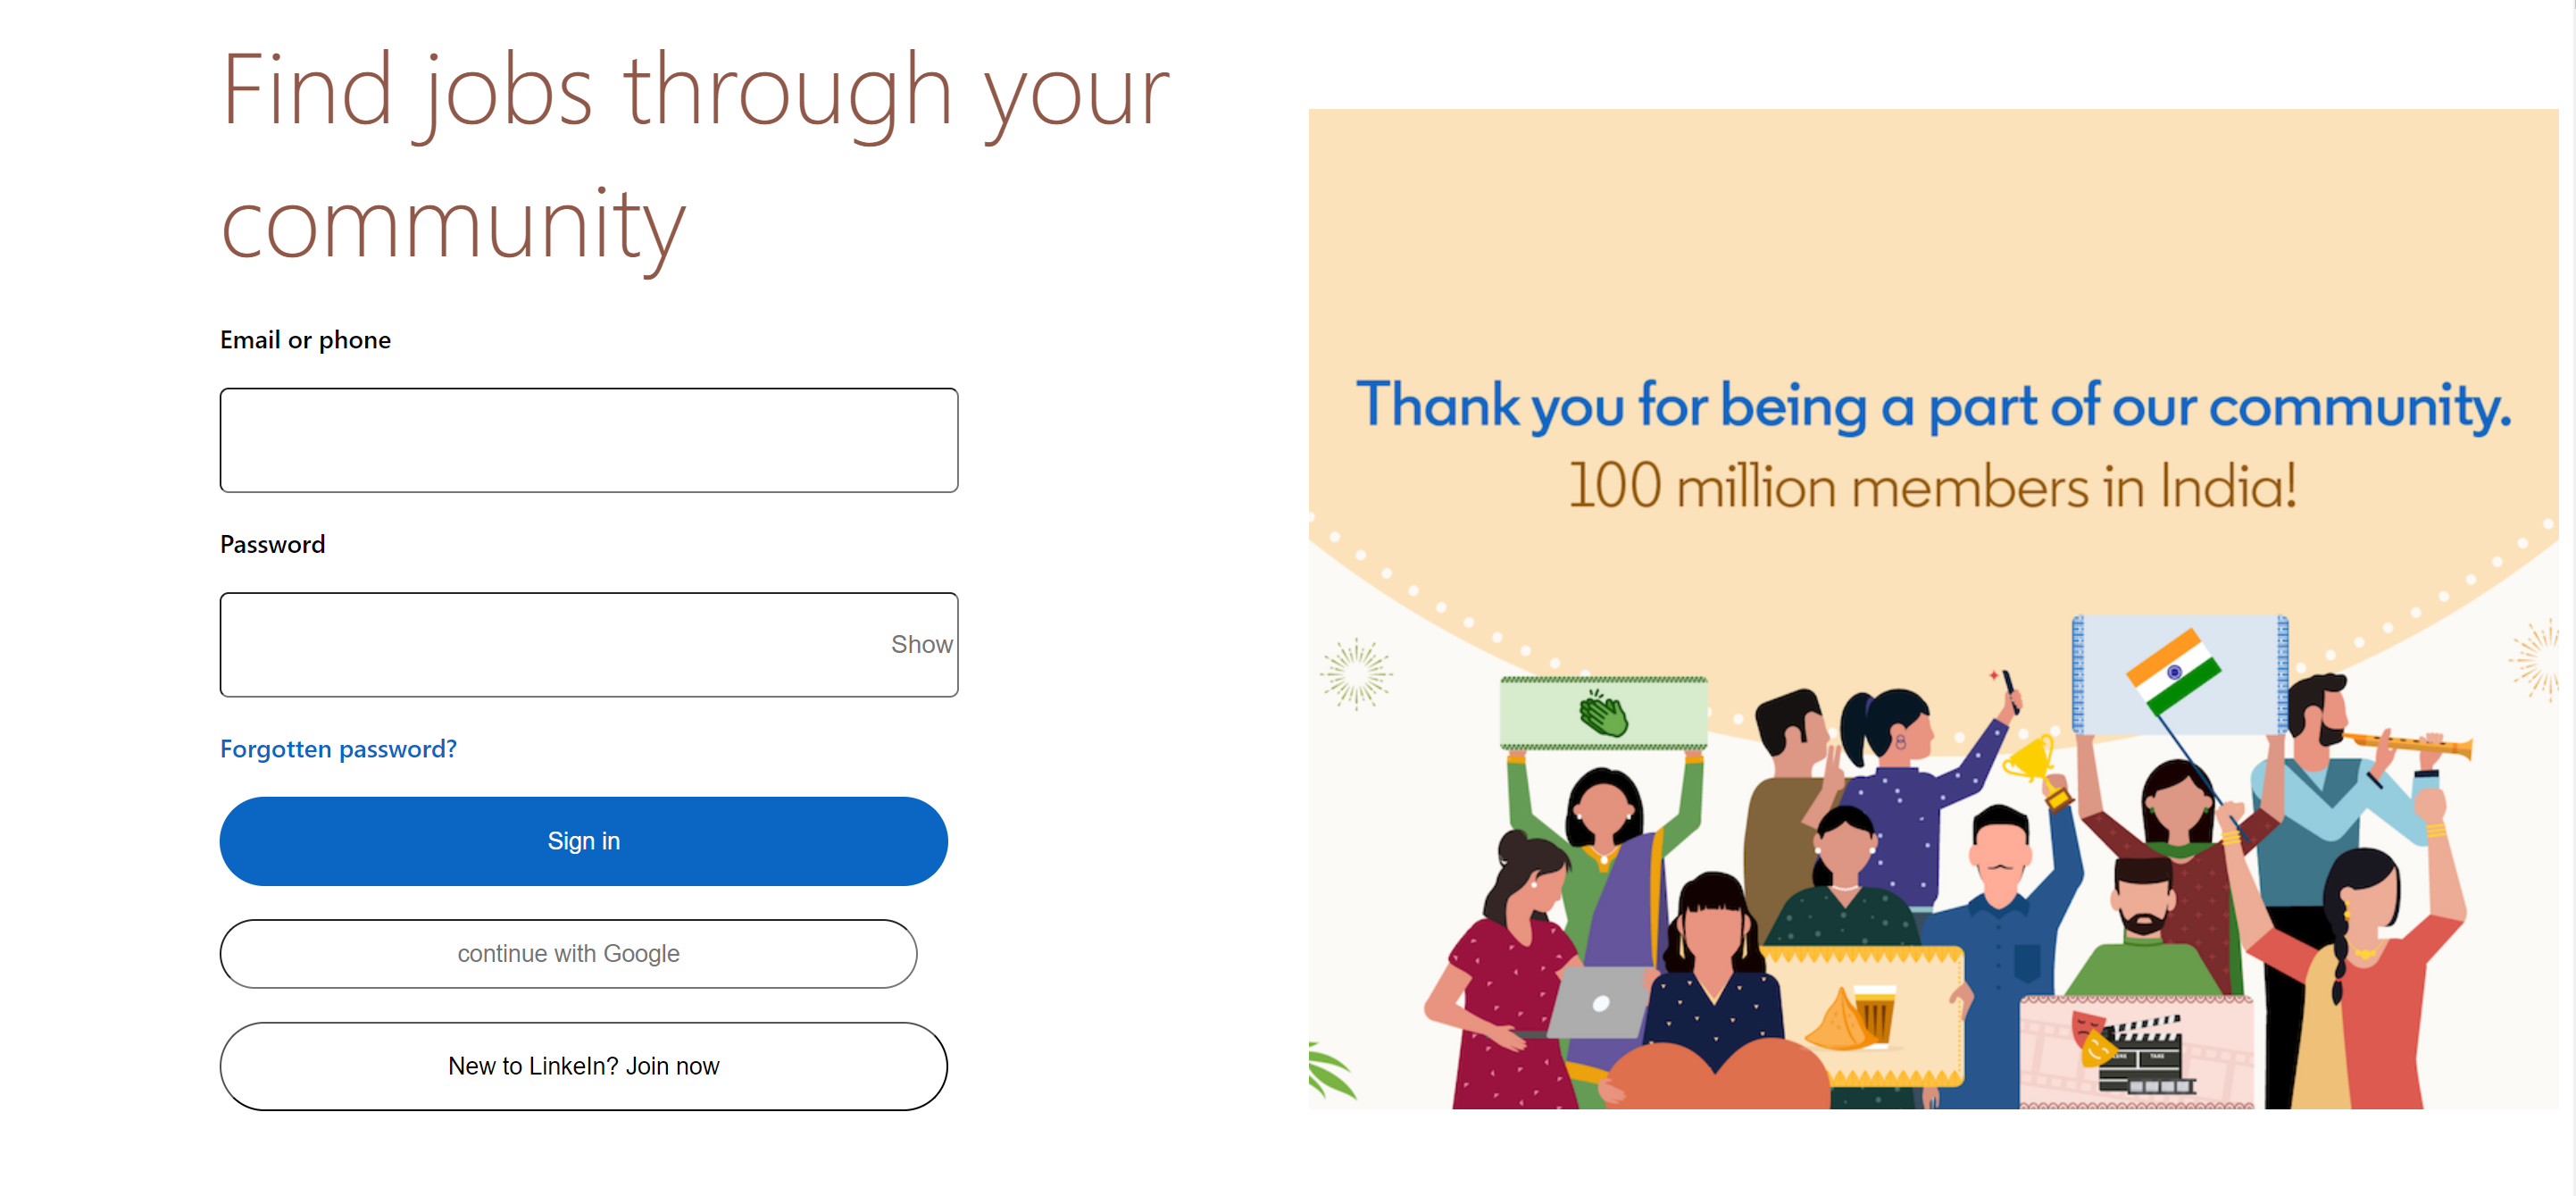 Find jobs through your
community
Email or phone
Password
Show
Forgotten password?
Sign in
continue with Google
New to LinkeIn? Join now
Thank you for being a part of our community.
100 million members in India!